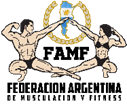 FAMF
FEDERACION ARGENTINA
DE MUSCULACION Y FITNESS